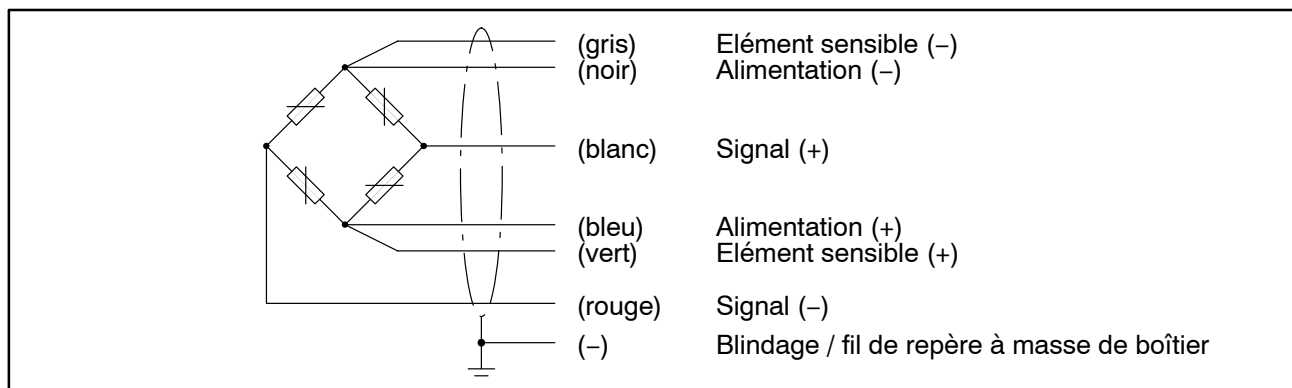 (gris) Elément sensible (–)
(noir) Alimentation (–)
(blanc) Signal (+)
(bleu) Alimentation (+)
(vert) Elément sensible (+)
(rouge) Signal (–)
(–) Blindage / fil de repère à masse de boîtier